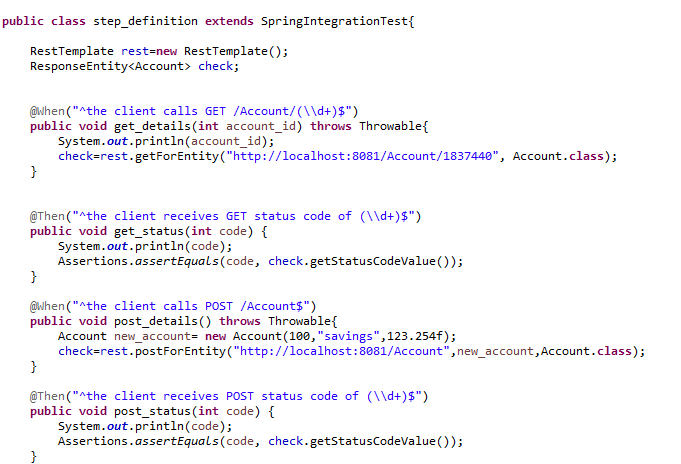 public class step_definition extends SpringIntegrationTest{
RestTemplate rest=new RestTemplate();
ResponseEntity<Account> check;
@When("^the client calls GET /Account/(\\d+)$")
public void get_details(int account_id) throws Throwable{
System.out.println(account_id);
check=rest.getForEntity("http://localhost:8081/Account/1837440", Account.class);
}
@Then("^the client receives GET status code of (\\d+)$")
public void get_status(int code) {
System.out.println(code);
Assertions.assertEquals(code, check.getStatusCodeValue());
}
@When("^the client calls POST /Account$")
public void post_details() throws Throwable{
Account new_account= new Account(100,"savings",123.254f);
check=rest.postForEntity("http://localhost:8081/Account",new_account,Account.class);
}
@Then("^the client receives POST status code of (\\d+)$")
public void post_status(int code) {
System.out.println(code);
Assertions.assertEquals(code, check.getStatusCodeValue());
}